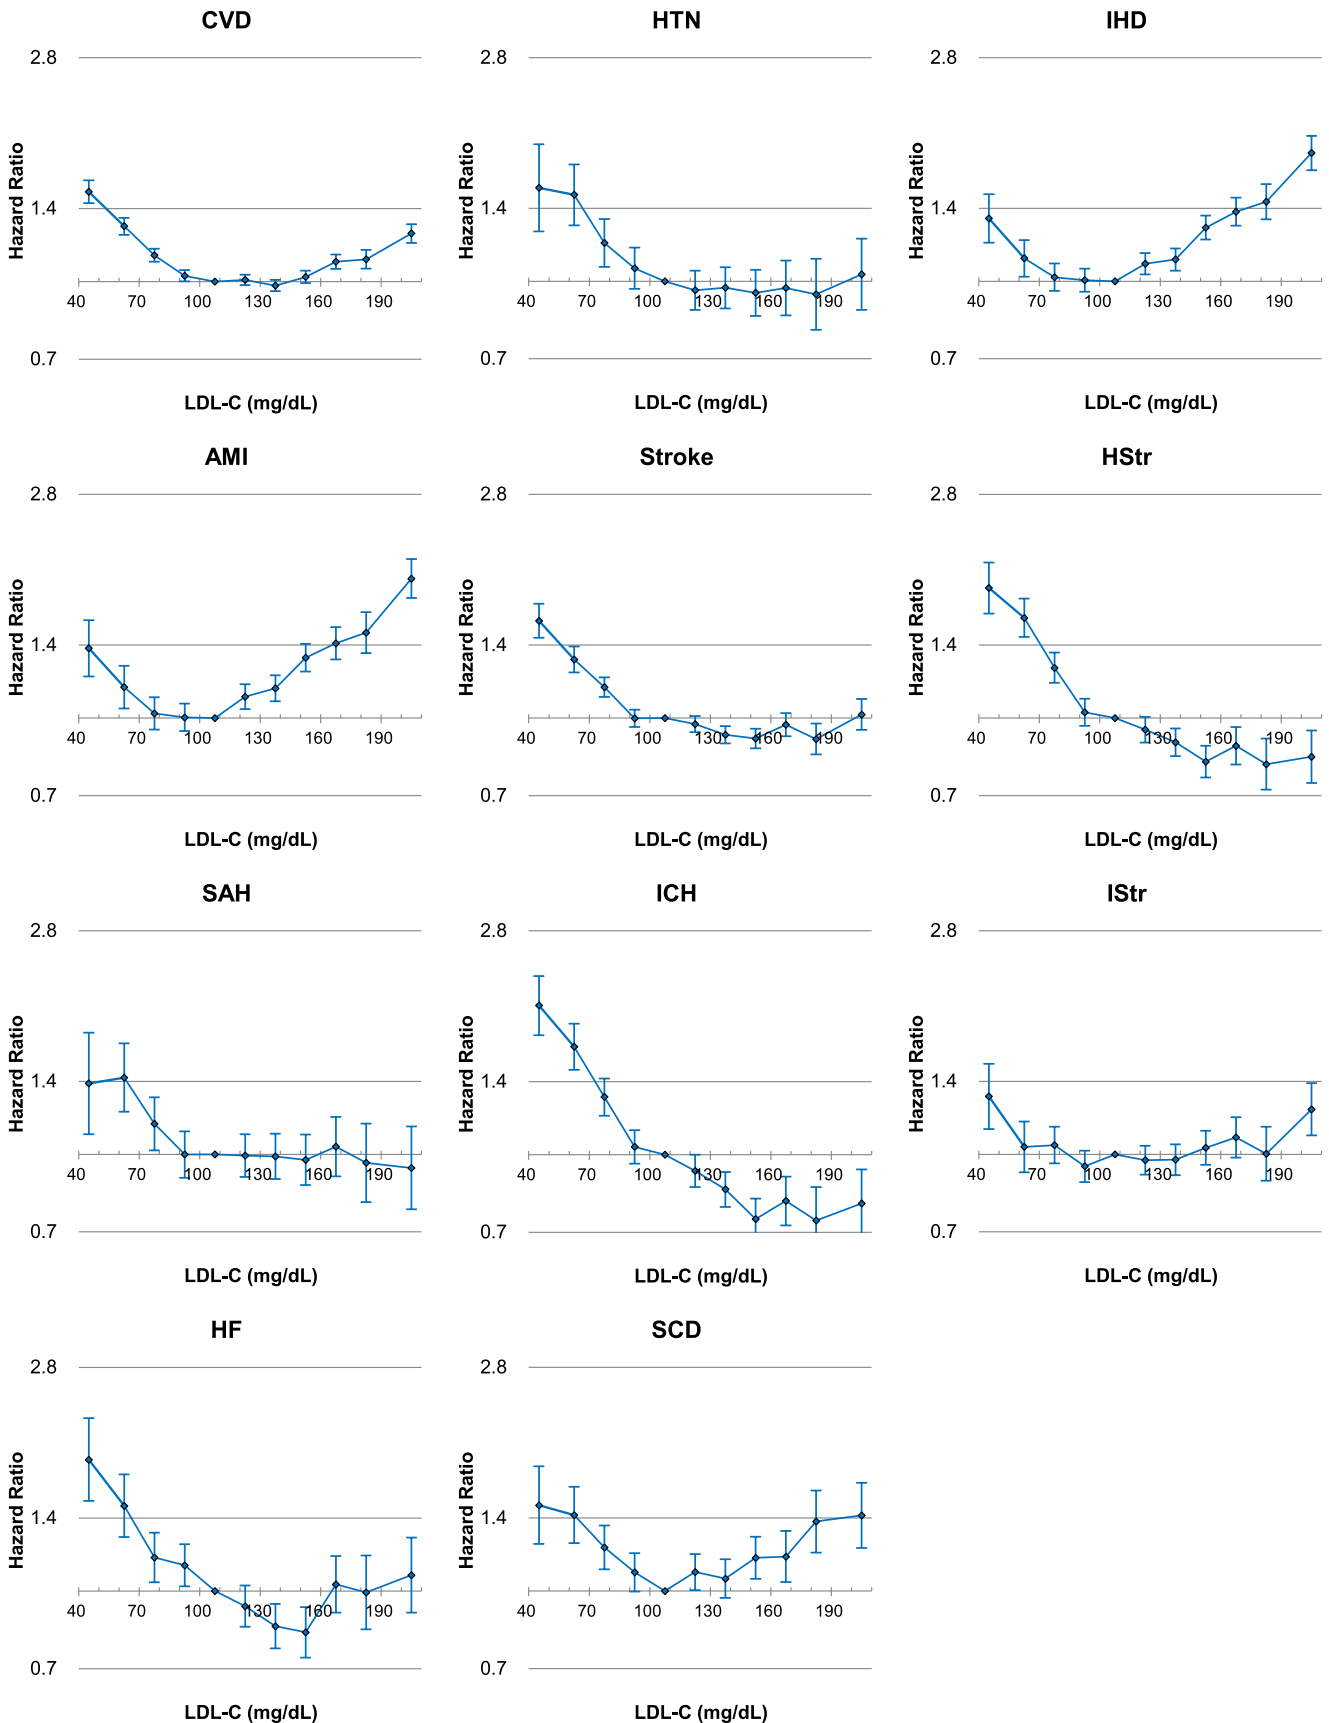 CVD HTN IHD
2.8 2.8 2.8
Hazard Ratio Hazard Ratio Hazard Ratio
1.4 1.4 1.4
40 70 100 130 160 190 40 70 100 130 160 190 40 70 100 130 160 190
0.7 0.7 0.7
LDL-C (mg/dL) LDL-C (mg/dL) LDL-C (mg/dL)
AMI Stroke HStr
2.8 2.8 2.8
Hazard Ratio Hazard Ratio Hazard Ratio
1.4 1.4 1.4
40 70 100 130 160 190 40 70 100 130 160 190 40 70 100 130 160 190
0.7 0.7 0.7
LDL-C (mg/dL) LDL-C (mg/dL) LDL-C (mg/dL)
SAH ICH IStr
2.8 2.8 2.8
Hazard Ratio Hazard Ratio Hazard Ratio
1.4 1.4 1.4
40 70 100 130 160 190 40 70 100 130 160 190 40 70 100 130 160 190
0.7 0.7 0.7
LDL-C (mg/dL) LDL-C (mg/dL) LDL-C (mg/dL)
HF SCD
2.8 2.8
Hazard Ratio Hazard Ratio
1.4 1.4
40 70 100 130 160 190 40 70 100 130 160 190
0.7 0.7
LDL-C (mg/dL) LDL-C (mg/dL)